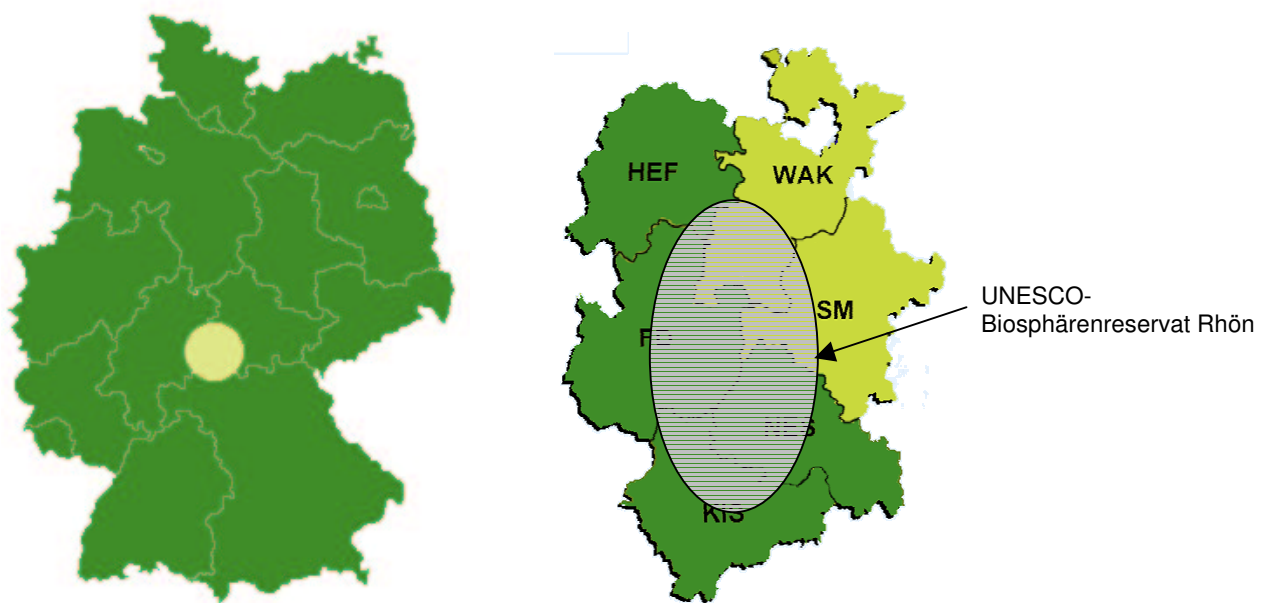 HEF
WAK
SM
UNESCO-
Biosphärenreservat Rhön
KIS